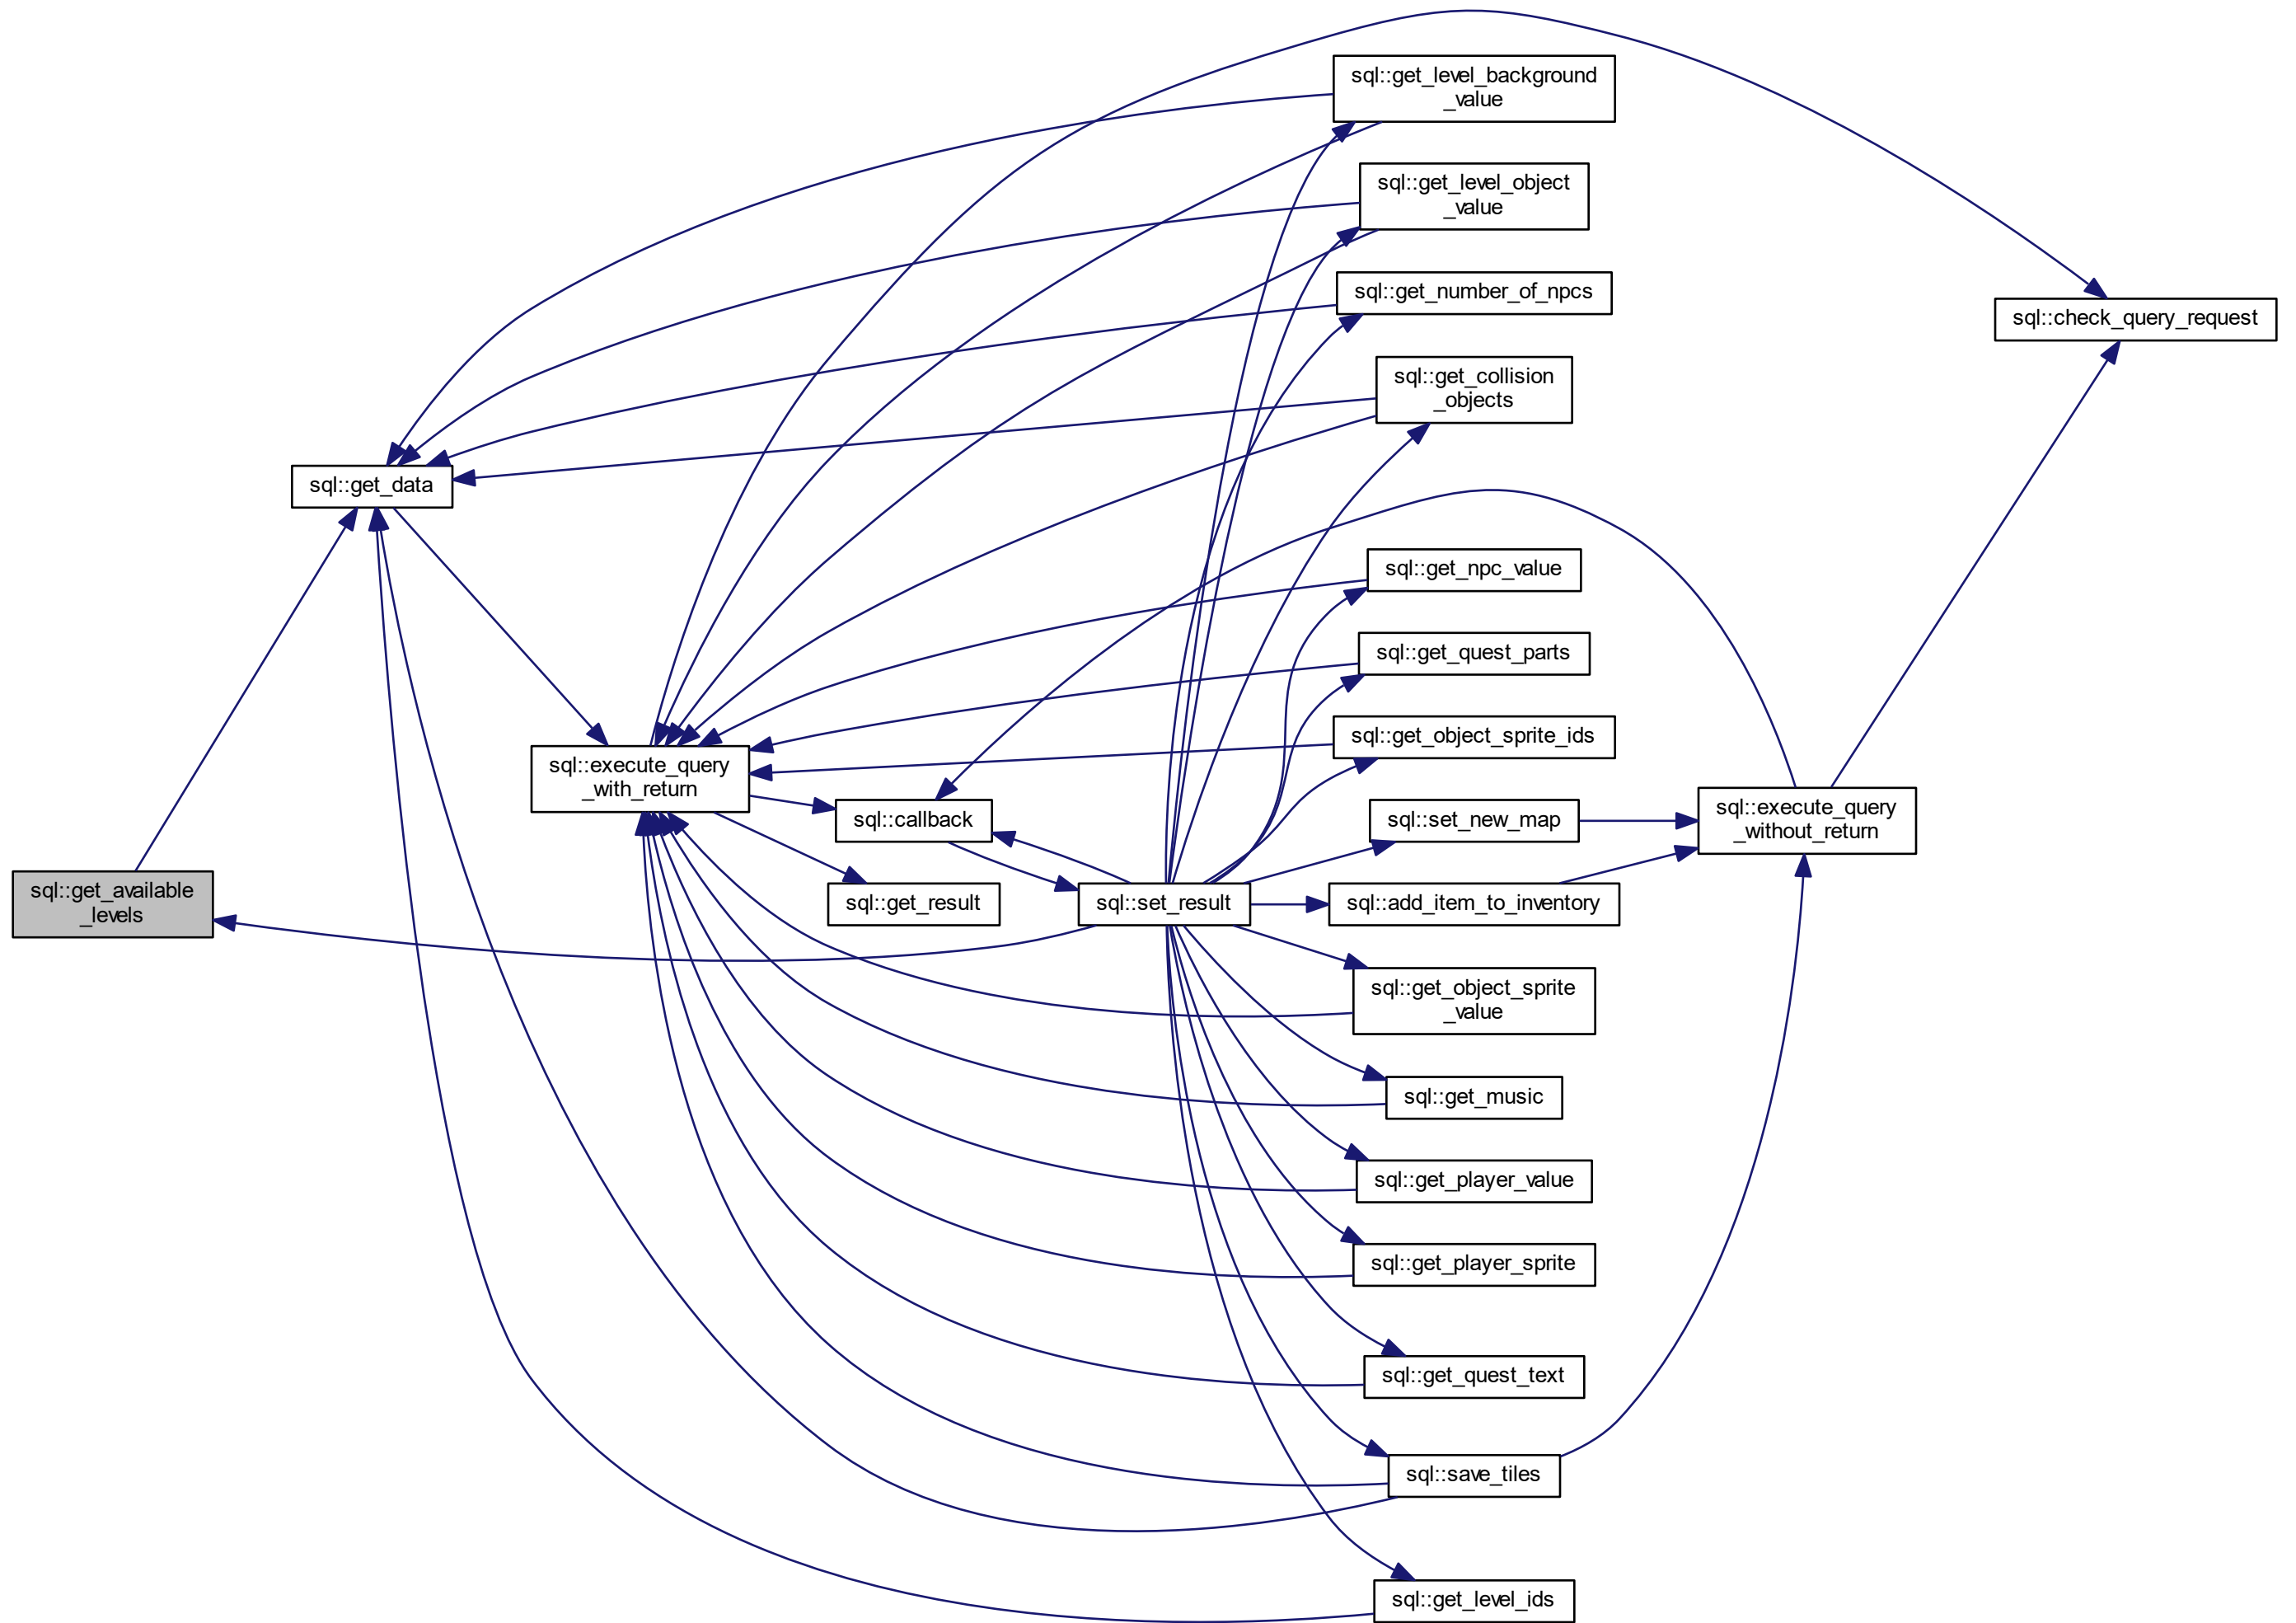 sql::get_level_background
_value
sql::get_level_object
_value
sql::get_number_of_npcs
sql::check_query_request
sql::get_collision
_objects
sql::get_data
sql::get_npc_value
sql::get_quest_parts
sql::get_object_sprite_ids
sql::execute_query
_with_return
sql::callback
sql::set_new_map
sql::execute_query
_without_return
sql::get_available
_levels
sql::get_result
sql::set_result
sql::add_item_to_inventory
sql::get_object_sprite
_value
sql::get_music
sql::get_player_value
sql::get_player_sprite
sql::get_quest_text
sql::save_tiles
sql::get_level_ids